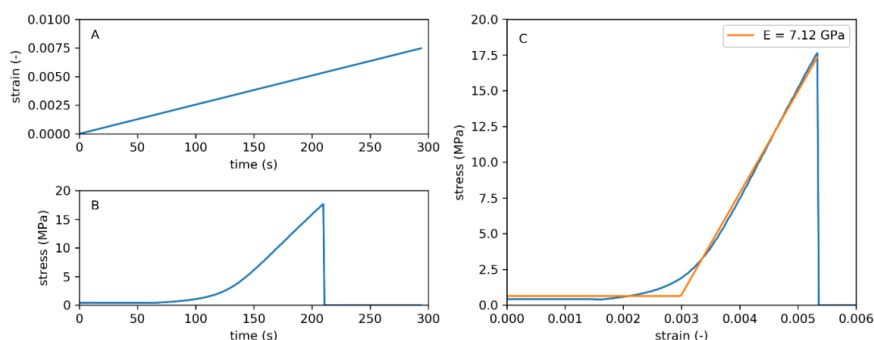 A
0.0100
0.0075
0.0050
0.0025
0.0000
strain (-)
0 50 100 150 200 250 300
time (s)
B
20
15
10
5
0
stress (MPa)
0 50 100 150 200 250 300
time (s)
C
E = 7.12 GPa
20.0
17.5
15.0
12.5
10.0
7.5
5.0
2.5
0.0
stress (MPa)
0.000 0.001 0.002 0.003 0.004 0.005 0.006
strain (-)